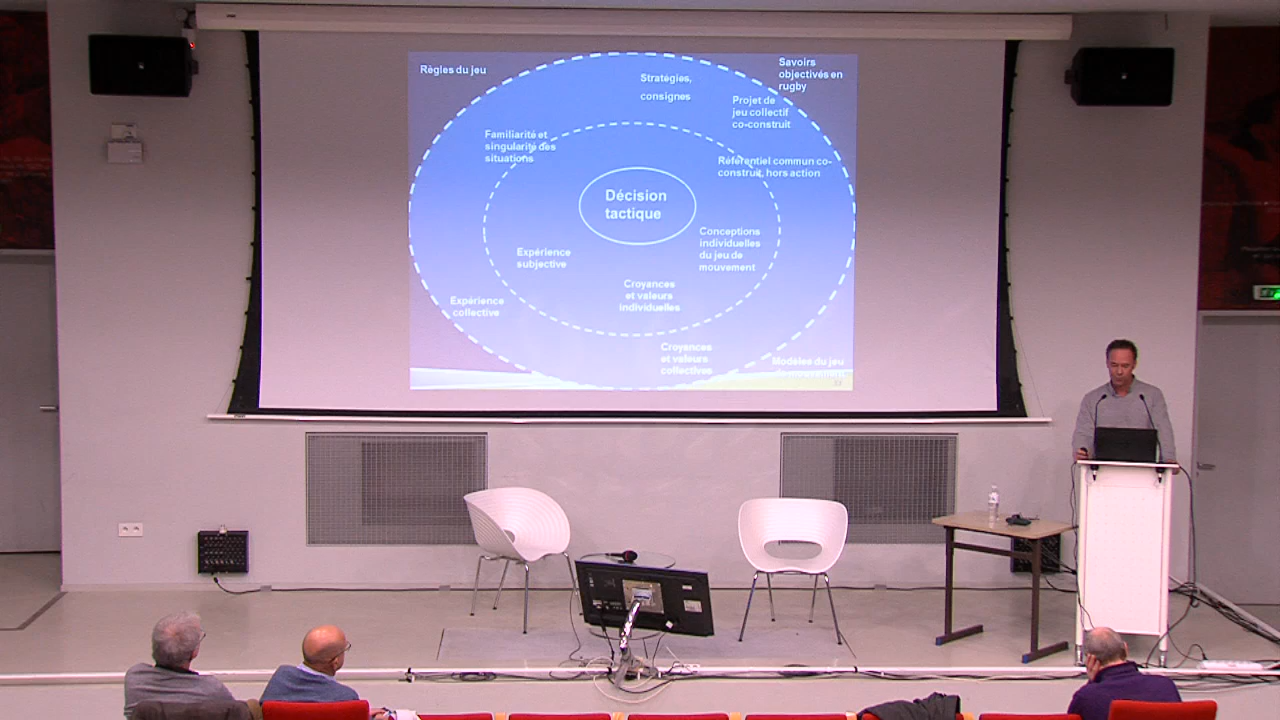 Règles du jeu
Stratégies,
consignes
Savoirs
objectivés en
rugby
Projet de
jeu collectif
co-construit
Familiarité et
singularité des
situations
Référentiel commun co-
construit, hors action
Décision
tactique
Conceptions
individuelles
du jeu de
mouvement
Expérience
subjective
Croyances
et valeurs
individuelles
Expérience
collective
Croyances
et valeurs
collectives
Modèles du jeu